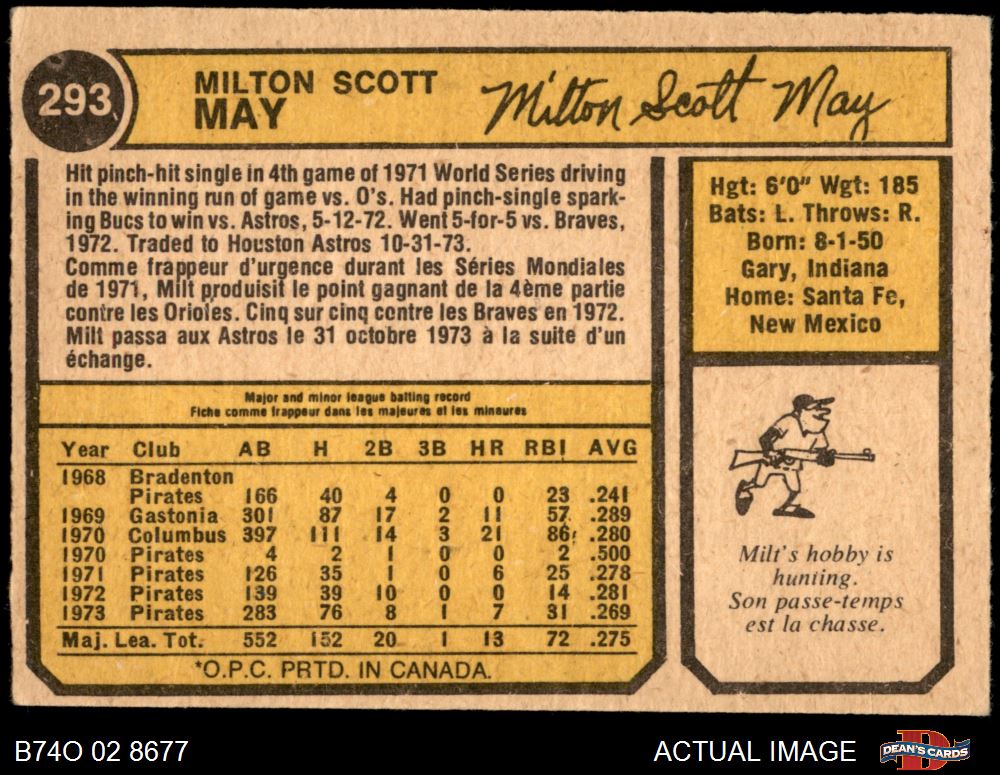 293
MILTON SCOTT
MAY
Milton Scott May
Hit pinch-hit single in 4th game of 1971 World Series driving
in the winning run of game vs. O's. Had pinch-single spark-
ing Bucs to win vs. Astros, 5-12-72. Went 5-for-5 vs. Braves,
1972. Traded to Houston Astros 10-31-73.
Comme frappeur d'urgence durant les Séries Mondiales
de 1971, Milt produisit le point gagnant de la 4ème partie
contre les Orioles. Cinq sur cinq contre les Braves en 1972.
Milt passa aux Astros le 31 octobre 1973 à la suite d'un
échange.
Hgt: 6'0" Wgt: 185
Bats: L. Throws: R.
Born: 8-1-50
Gary, Indiana
Home: Santa Fe,
New Mexico
Major and minor league batting record
Fiche comme frappeur dans les majeures et les mineures
Year Club AB H 2B 3B HR RBI AVG
1968 Bradenton
Pirates 166 40 4 0 0 23 .241
1969 Gastonia 301 87 17 2 11 57 .289
1970 Columbus 397 111 14 3 21 86 .280
1970 Pirates 4 2 1 0 0 2 .500
1971 Pirates 126 35 1 0 6 25 .278
1972 Pirates 139 39 10 0 0 14 .281
1973 Pirates 283 76 8 1 7 31 .269
Maj. Lea. Tot. 552 152 20 1 13 72 .275
*O.P.C. PRTD. IN CANADA.
Milt's hobby is
hunting.
Son passe-temps
est la chasse.
B74O 02 8677
ACTUAL IMAGE
DEAN'S CARDS